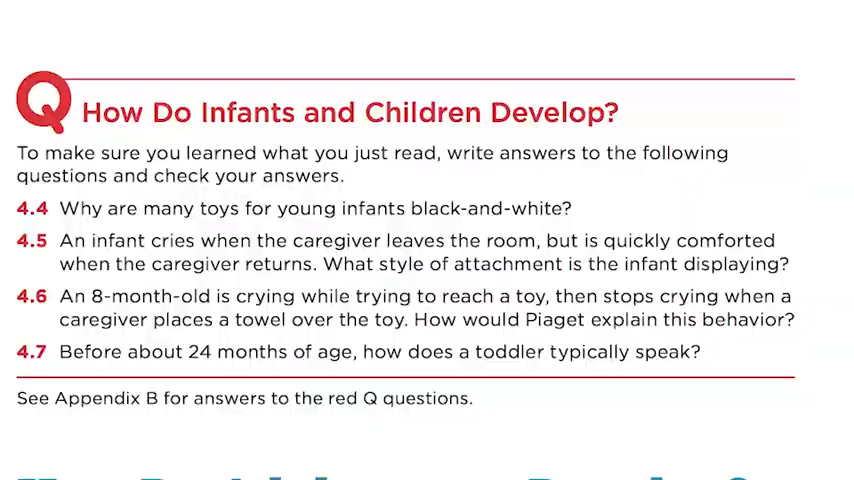 Q How Do Infants and Children Develop?
To make sure you learned what you just read, write answers to the following
questions and check your answers.
4.4 Why are many toys for young infants black-and-white?
4.5 An infant cries when the caregiver leaves the room, but is quickly comforted
when the caregiver returns. What style of attachment is the infant displaying?
4.6 An 8-month-old is crying while trying to reach a toy, then stops crying when a
caregiver places a towel over the toy. How would Piaget explain this behavior?
4.7 Before about 24 months of age, how does a toddler typically speak?
See Appendix B for answers to the red Q questions.